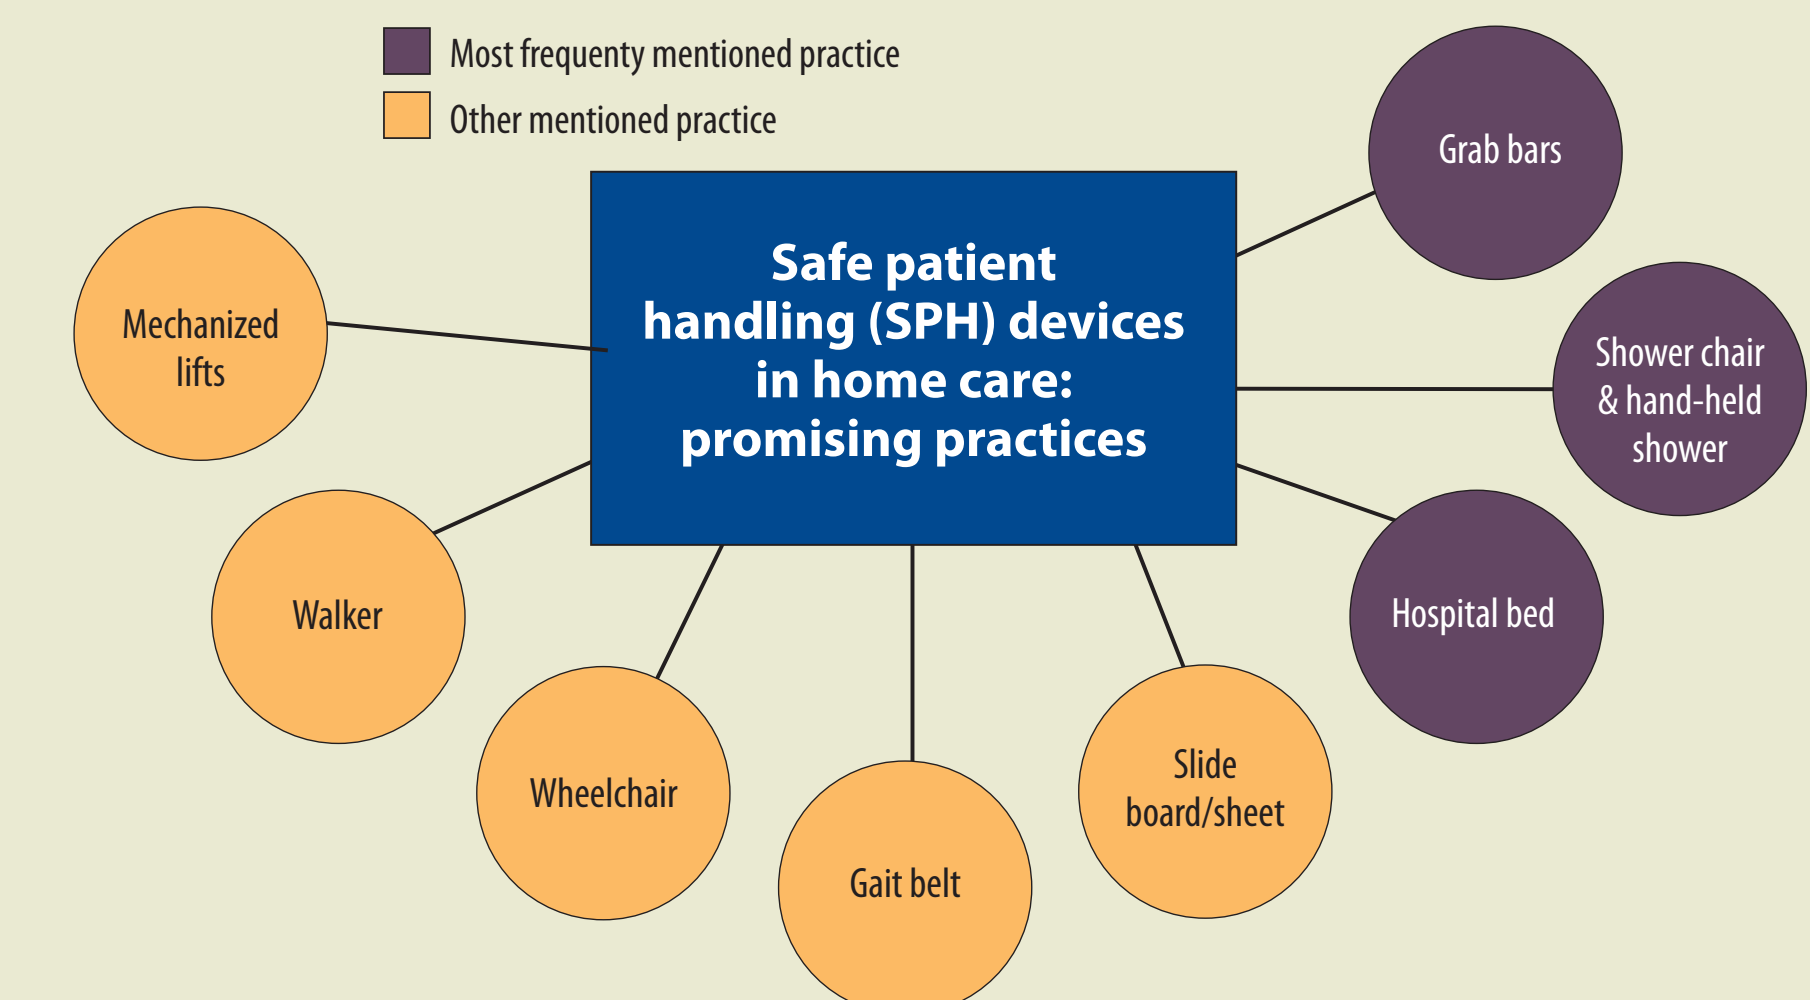 Most frequenty mentioned practice
Other mentioned practice
Safe patient
handling (SPH) devices
in home care:
promising practices
Grab bars
Shower chair
& hand-held
shower
Hospital bed
Slide
board/sheet
Gait belt
Wheelchair
Walker
Mechanized
lifts